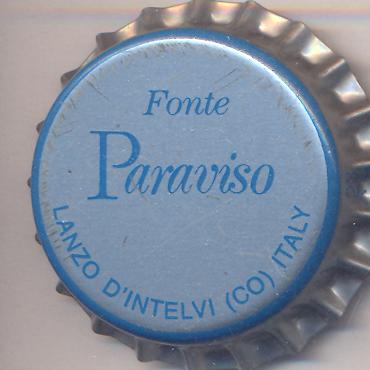 Fonte
Paraviso
LANZO D'INTELVI (CO) ITALY